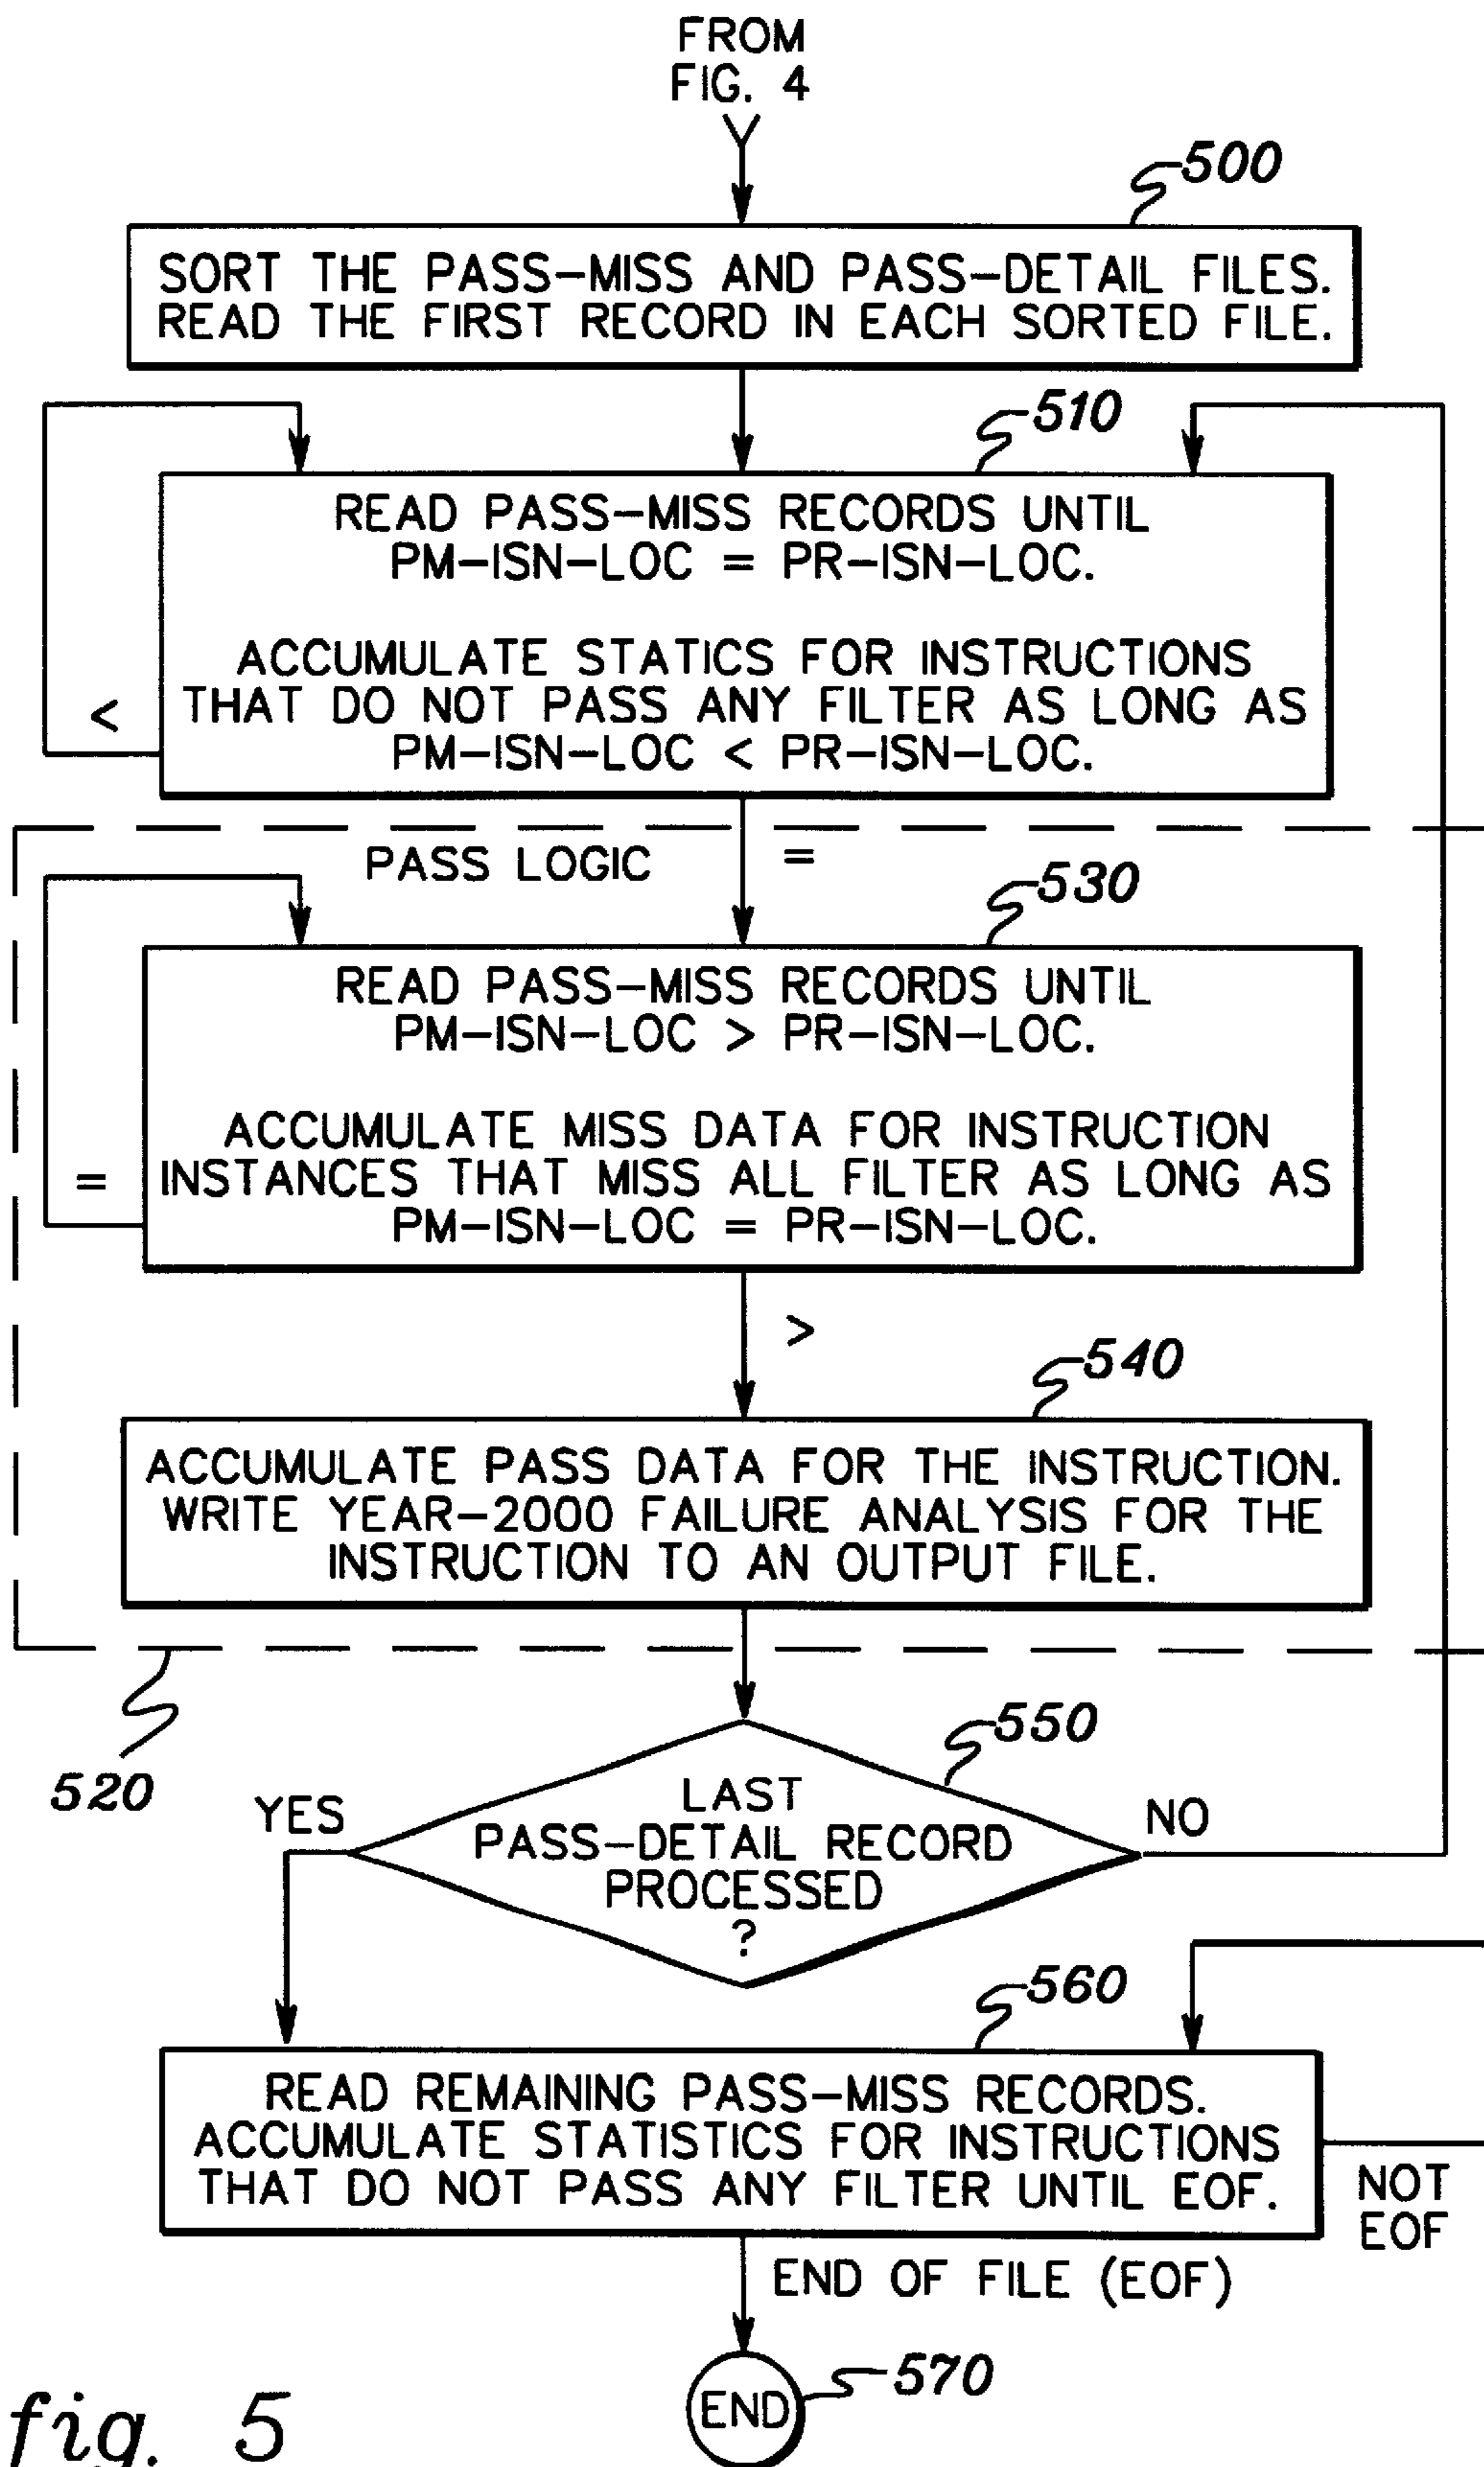 FROM
FIG. 4
500
SORT THE PASS-MISS AND PASS-DETAIL FILES.
READ THE FIRST RECORD IN EACH SORTED FILE.
510
READ PASS-MISS RECORDS UNTIL
PM-ISN-LOC = PR-ISN-LOC.
ACCUMULATE STATICS FOR INSTRUCTIONS
THAT DO NOT PASS ANY FILTER AS LONG AS
PM-ISN-LOC < PR-ISN-LOC.
<
PASS LOGIC
=
530
READ PASS-MISS RECORDS UNTIL
PM-ISN-LOC > PR-ISN-LOC.
ACCUMULATE MISS DATA FOR INSTRUCTION
INSTANCES THAT MISS ALL FILTER AS LONG AS
PM-ISN-LOC = PR-ISN-LOC.
=
>
540
ACCUMULATE PASS DATA FOR THE INSTRUCTION.
WRITE YEAR-2000 FAILURE ANALYSIS FOR THE
INSTRUCTION TO AN OUTPUT FILE.
520
550
YES
LAST
PASS-DETAIL RECORD
PROCESSED
?
NO
560
READ REMAINING PASS-MISS RECORDS.
ACCUMULATE STATISTICS FOR INSTRUCTIONS
THAT DO NOT PASS ANY FILTER UNTIL EOF.
NOT
EOF
END OF FILE (EOF)
END
570
fig. 5